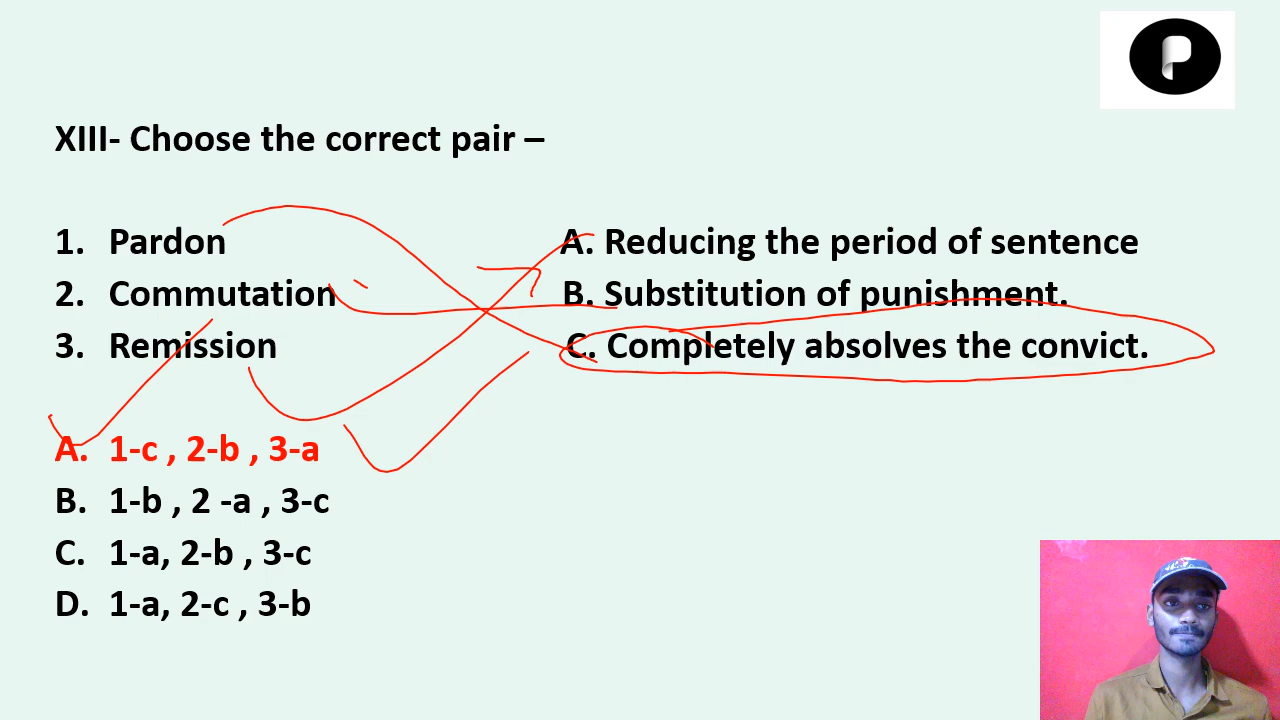 XIII- Choose the correct pair –
1. Pardon
A. Reducing the period of sentence
2. Commutation
B. Substitution of punishment.
3. Remission
C. Completely absolves the convict.
A. 1-c , 2-b , 3-a
B. 1-b , 2 -a , 3-c
C. 1-a, 2-b , 3-c
D. 1-a, 2-c , 3-b
P